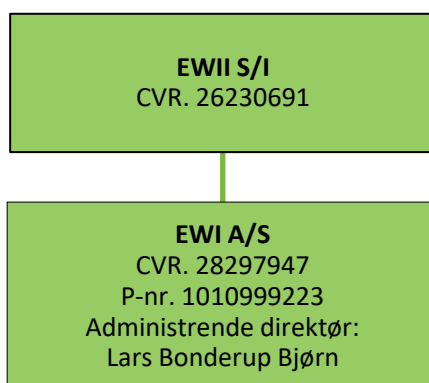 EWII S/I
CVR. 26230691
EWI A/S
CVR. 28297947
P-nr. 1010999223
Administrende direktør:
Lars Bonderup Bjørn